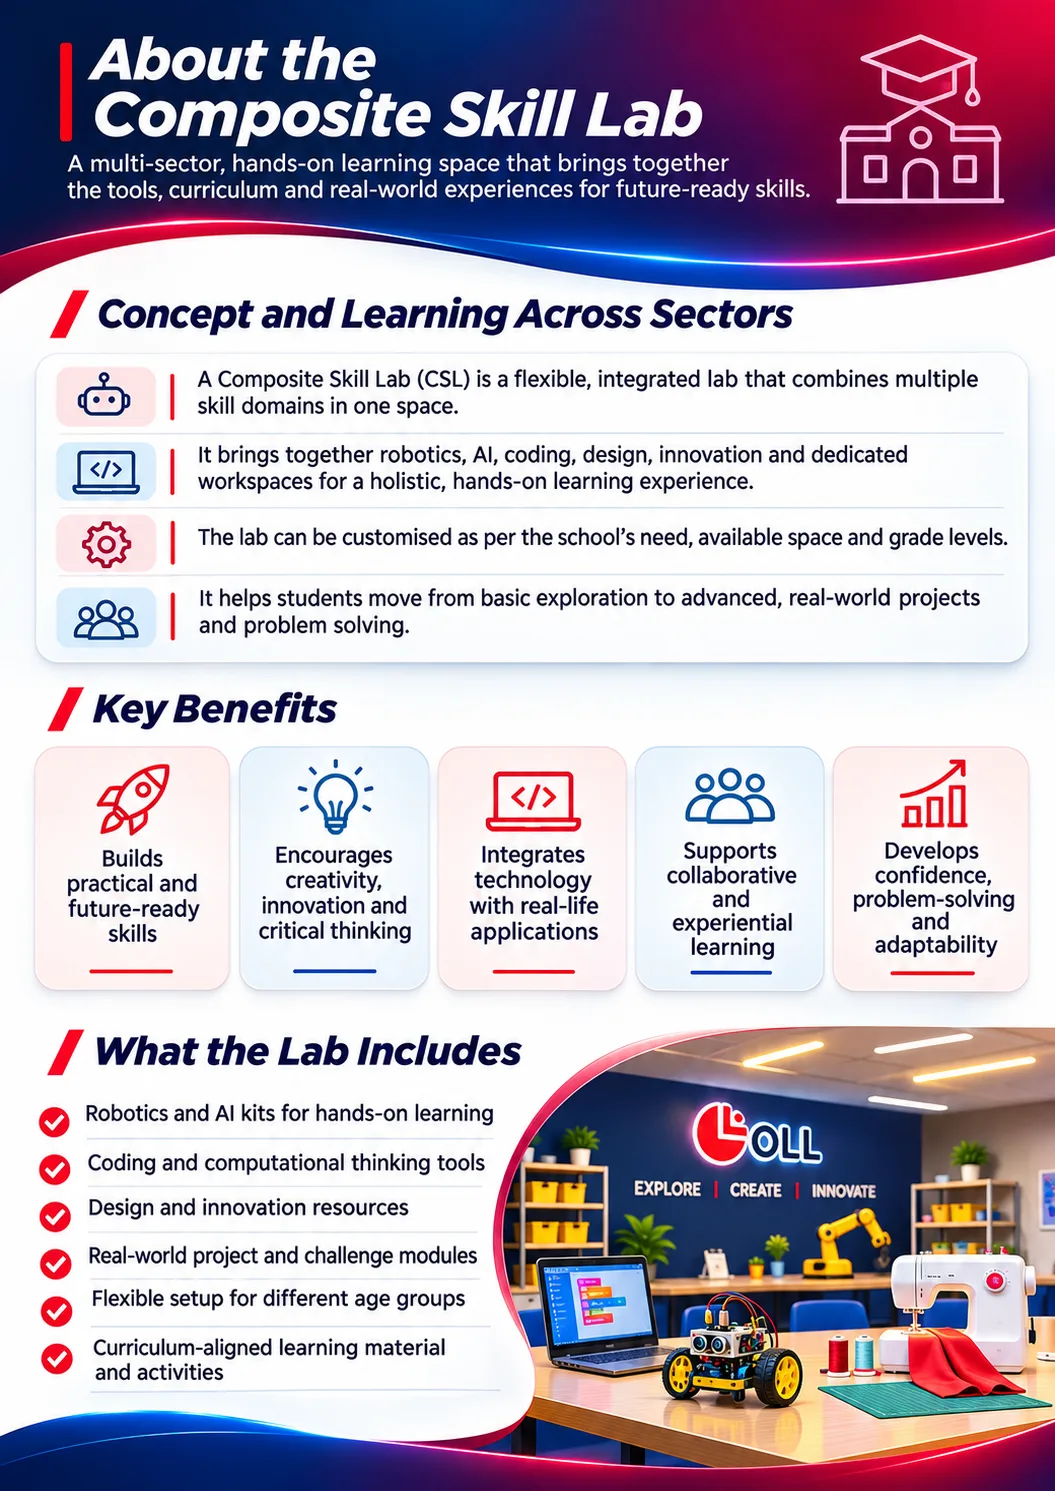 About the
Composite Skill Lab
A multi-sector, hands-on learning space that brings together
the tools, curriculum and real-world experiences for future-ready skills.
Concept and Learning Across Sectors
A Composite Skill Lab (CSL) is a flexible, integrated lab that combines multiple
skill domains in one space.
</>
It brings together robotics, AI, coding, design, innovation and dedicated
workspaces for a holistic, hands-on learning experience.
The lab can be customised as per the school's need, available space and grade levels.
It helps students move from basic exploration to advanced, real-world projects
and problem solving.
Key Benefits
Builds
practical and
future-ready
skills
Encourages
creativity,
innovation and
critical thinking
</>
Integrates
technology
with real-life
applications
Supports
collaborative
and
experiential
learning
Develops
confidence,
problem-solving
and
adaptability
What the Lab Includes
Robotics and AI kits for hands-on learning
Coding and computational thinking tools
Design and innovation resources
Real-world project and challenge modules
Flexible setup for different age groups
Curriculum-aligned learning material
and activities
OLL
EXPLORE | CREATE | INNOVATE